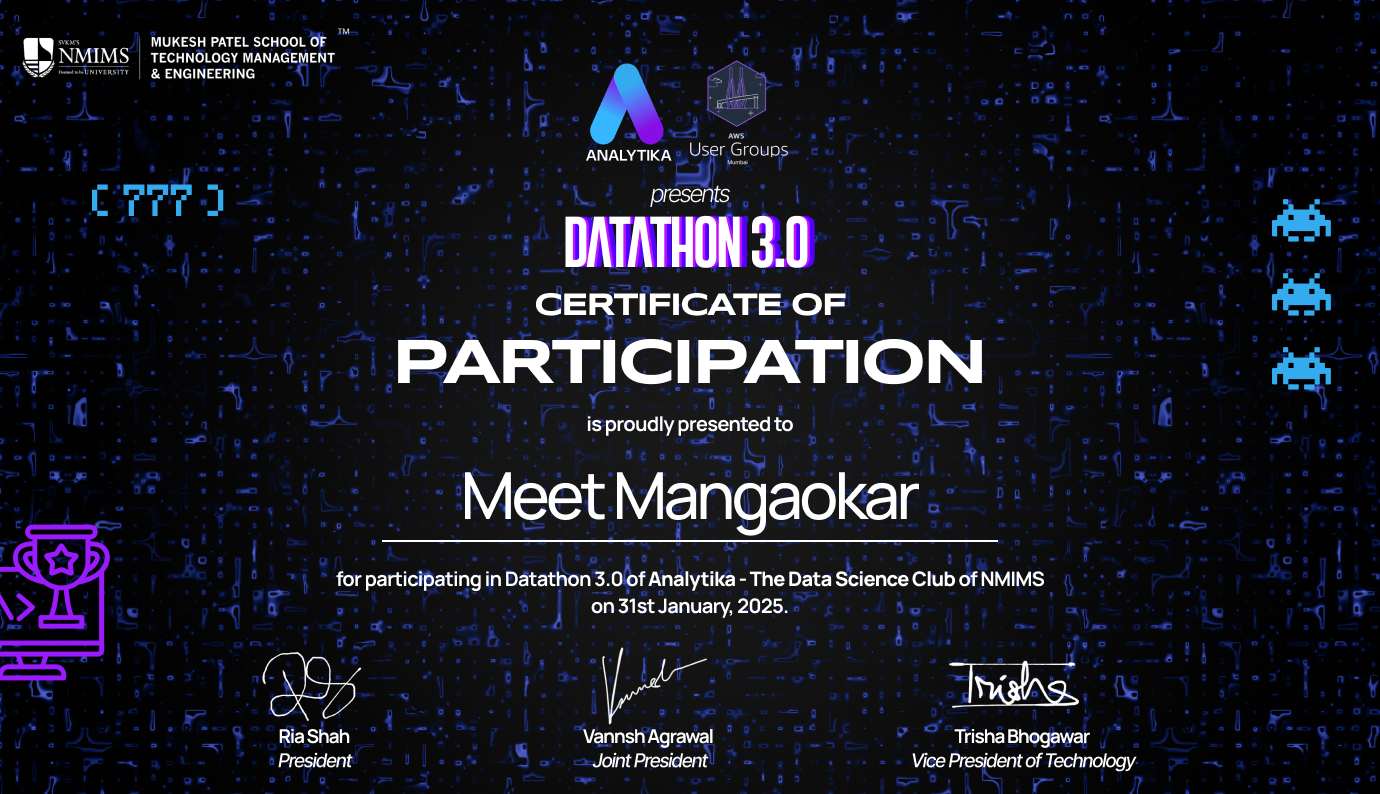 SVKM'S
NMIMS
Deemed to be UNIVERSITY
MUKESH PATEL SCHOOL OF
TECHNOLOGY MANAGEMENT
& ENGINEERING
TM
ANALYTIKA
AWS
User Groups
Mumbai
[ 777 ]
presents
DATATHON 3.0
CERTIFICATE OF
PARTICIPATION
is proudly presented to
Meet Mangaokar
for participating in Datathon 3.0 of Analytika - The Data Science Club of NMIMS
on 31st January, 2025.
Vannsh
Trisha
Ria Shah
President
Vannsh Agrawal
Joint President
Trisha Bhogawar
Vice President of Technology